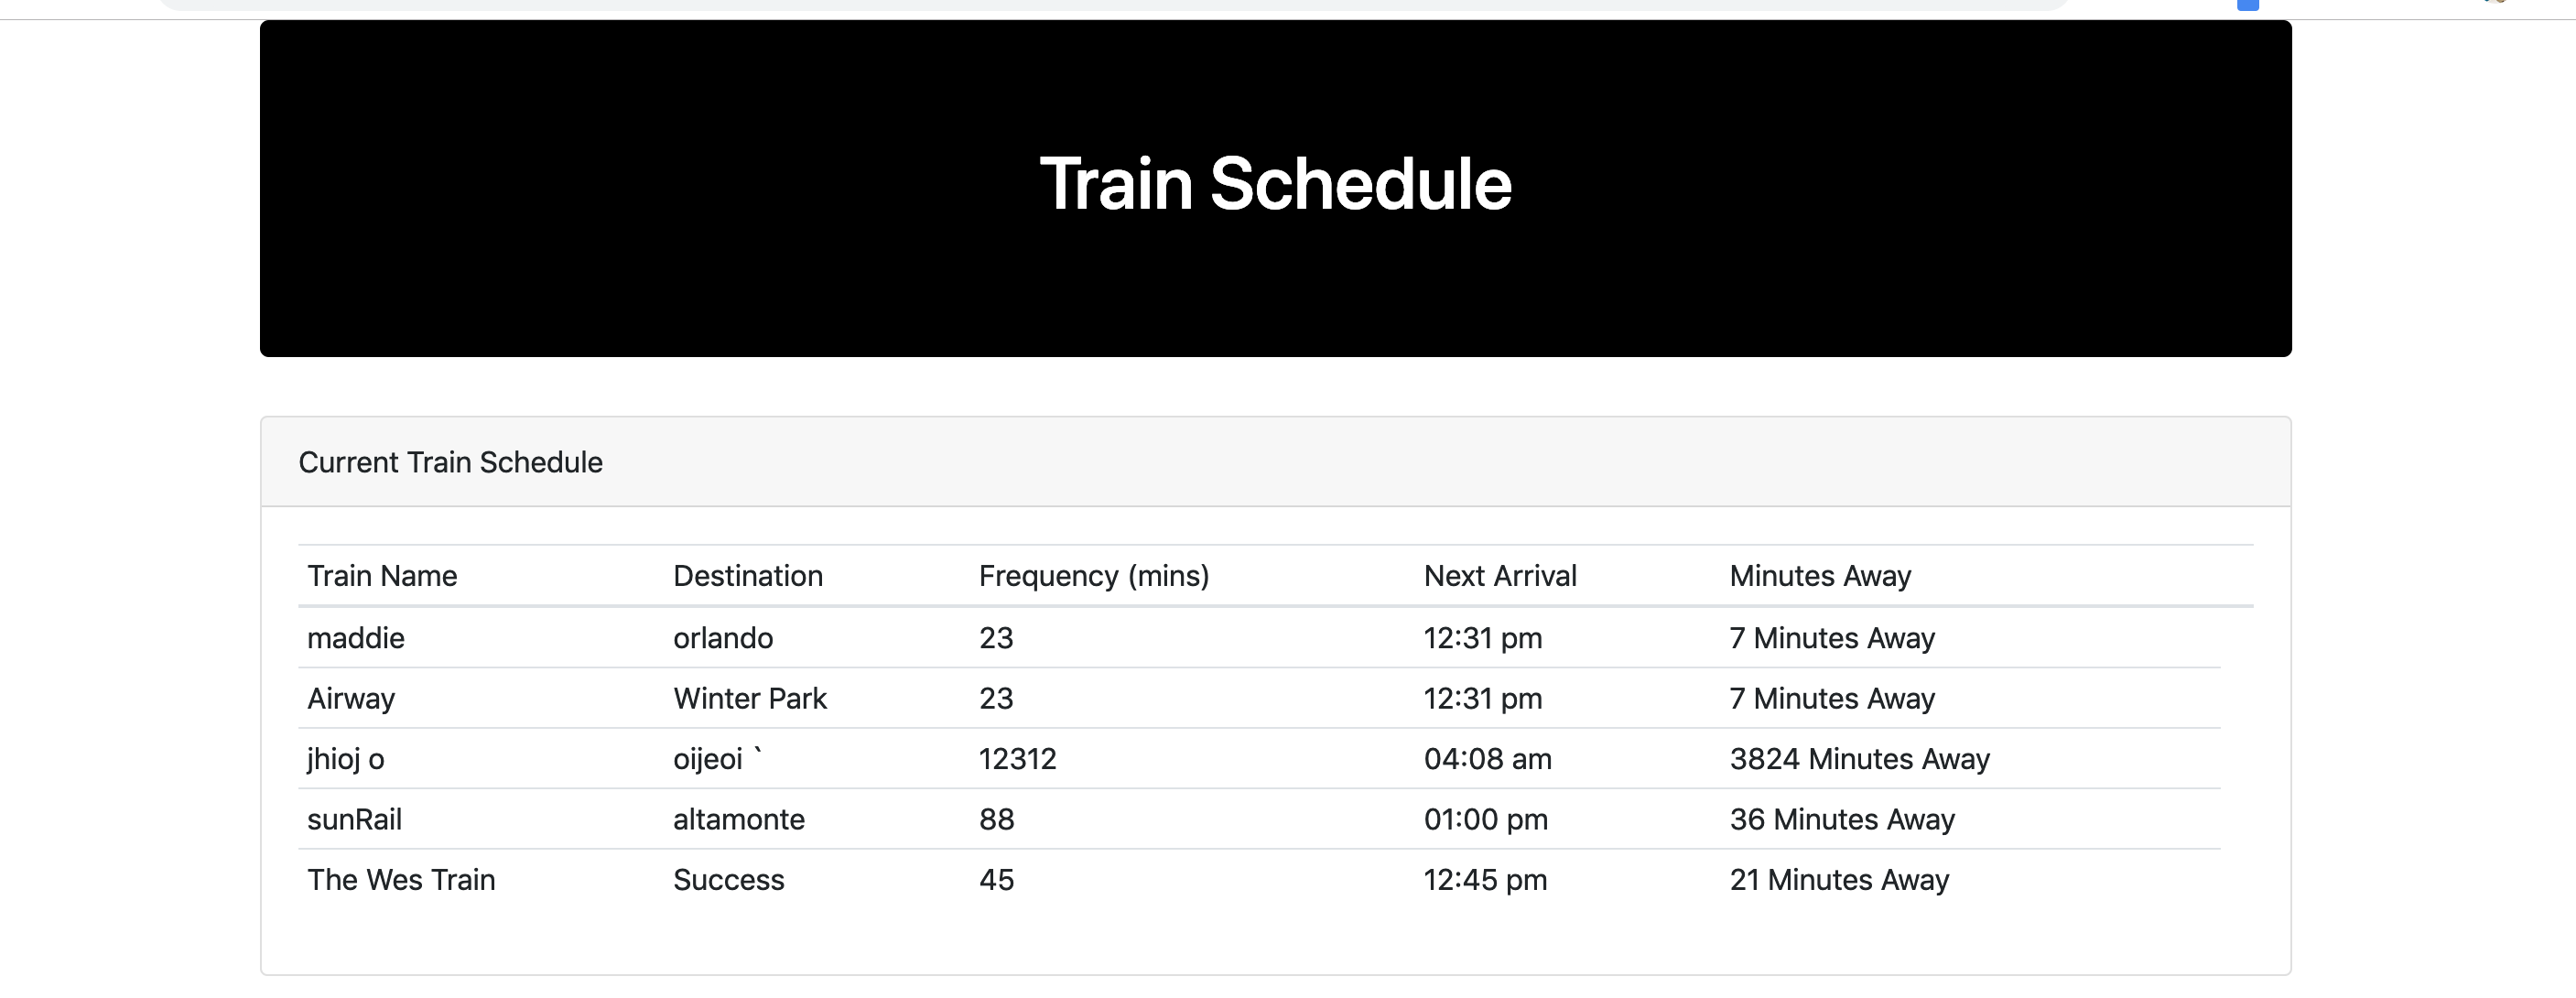 Train Schedule
Current Train Schedule
Train Name Destination Frequency (mins) Next Arrival Minutes Away
maddie orlando 23 12:31 pm 7 Minutes Away
Airway Winter Park 23 12:31 pm 7 Minutes Away
jhioj o oijeoi ` 12312 04:08 am 3824 Minutes Away
sunRail altamonte 88 01:00 pm 36 Minutes Away
The Wes Train Success 45 12:45 pm 21 Minutes Away